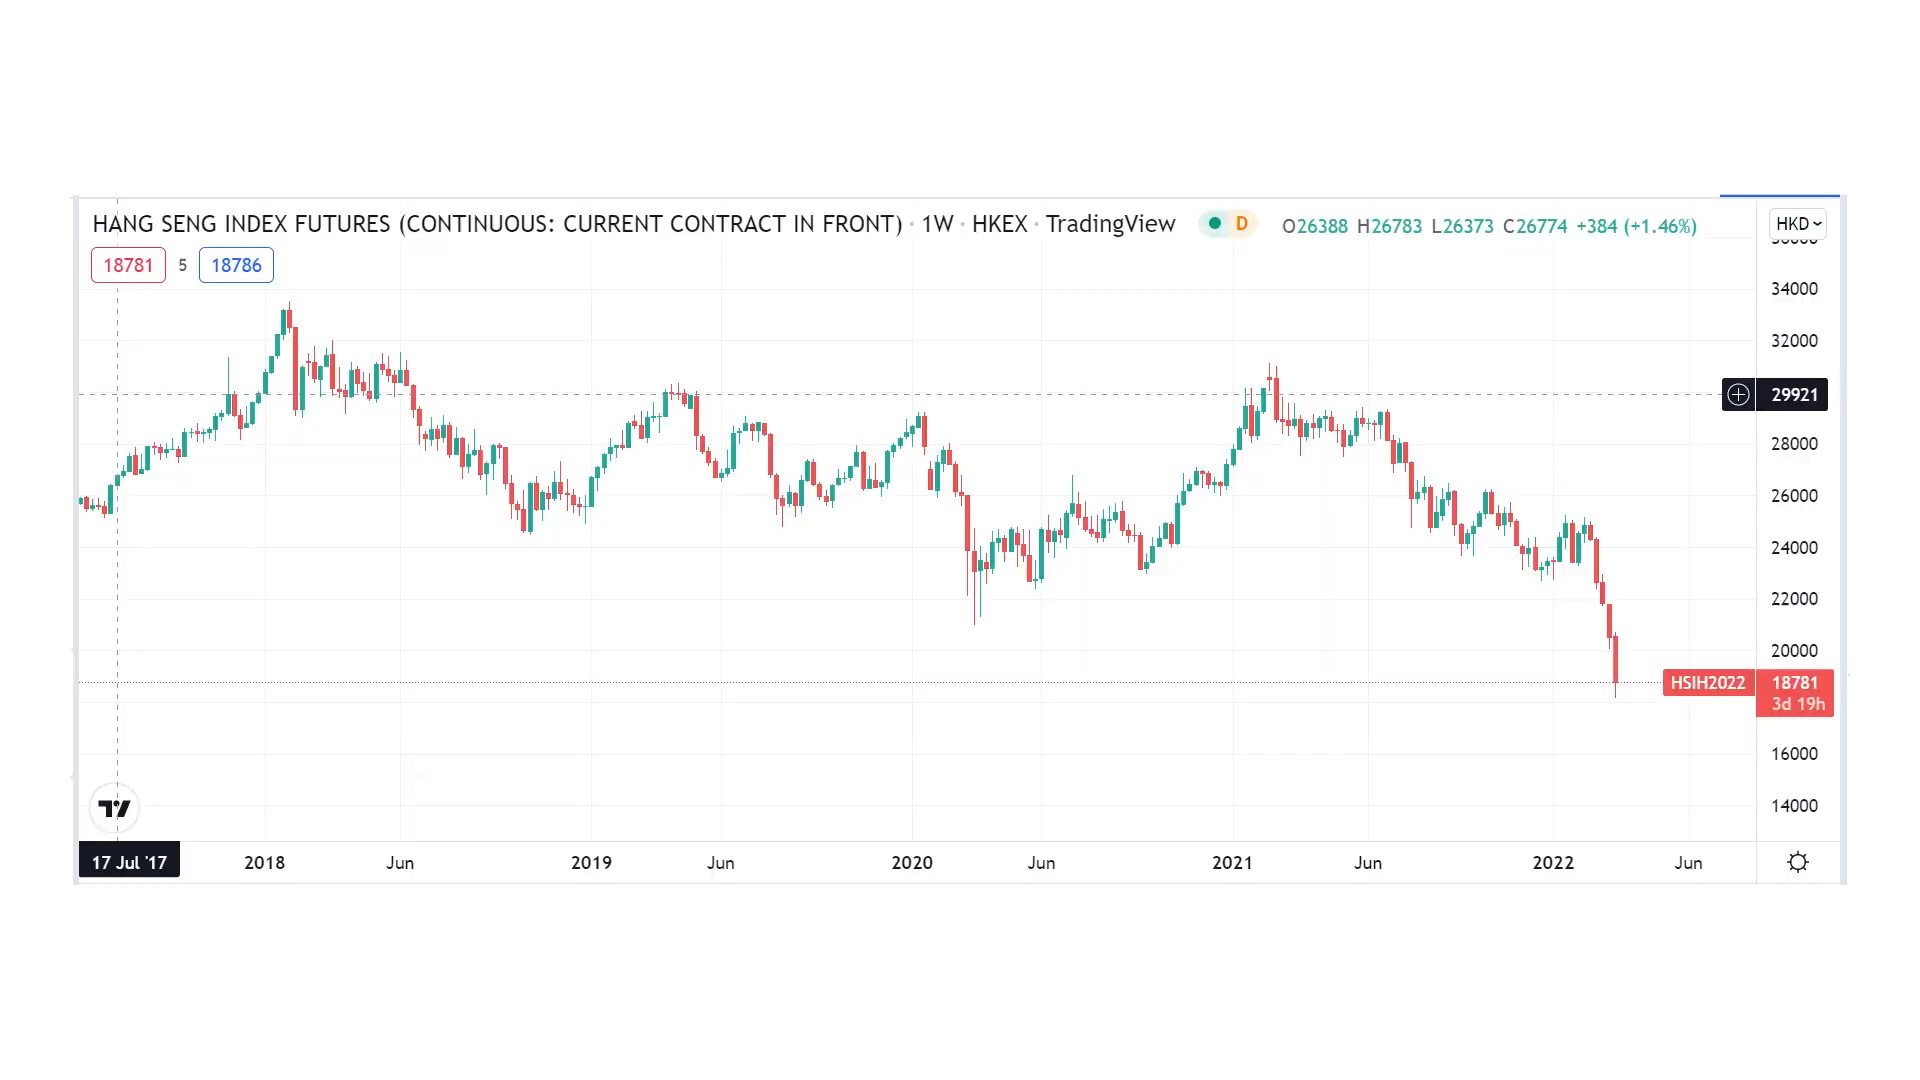 HANG SENG INDEX FUTURES (CONTINUOUS: CURRENT CONTRACT IN FRONT) · 1W · HKEX · TradingView D O26388 H26783 L26373 C26774 +384 (+1.46%)
HKD
18781 5 18786
34000
32000
29921
28000
26000
24000
22000
20000
HSIH2022 18781
3d 19h
16000
14000
17 Jul '17 2018 Jun 2019 Jun 2020 Jun 2021 Jun 2022 Jun